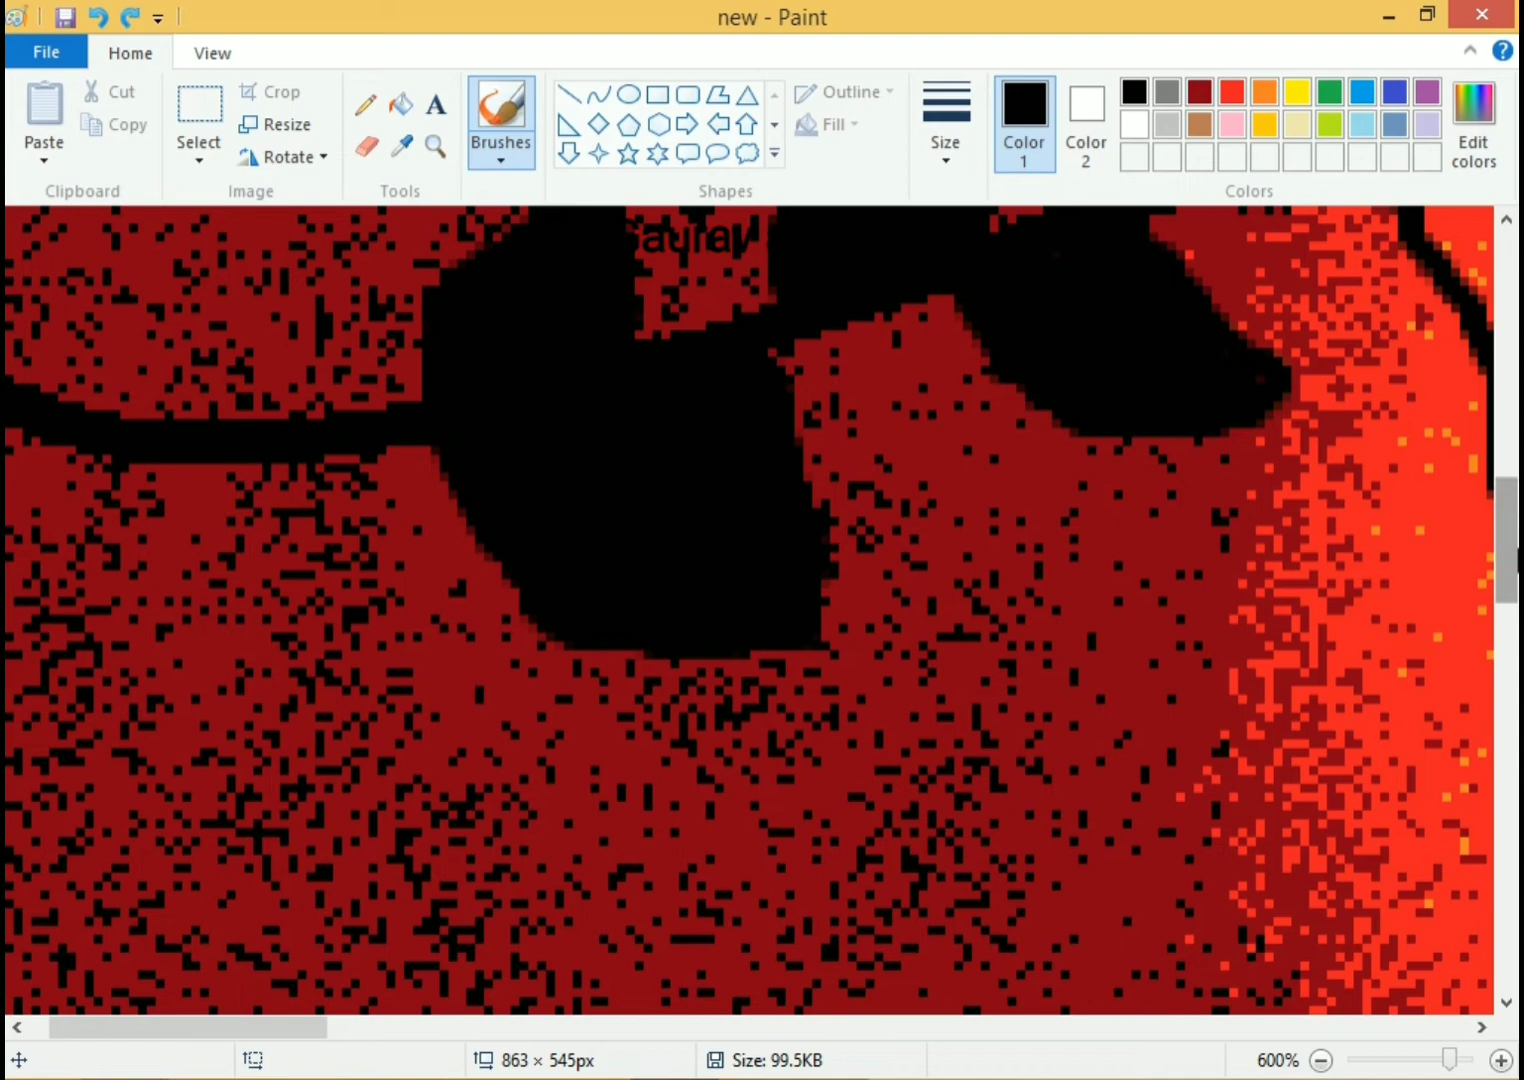 new - Paint
File Home View
Paste
Cut
Copy
Clipboard
Select
Crop
Resize
Rotate
Image
A
Tools
Brushes
Shapes
Outline
Fill
Size
Color 1
Color 2
Edit colors
Colors
863 × 545px
Size: 99.5KB
600%